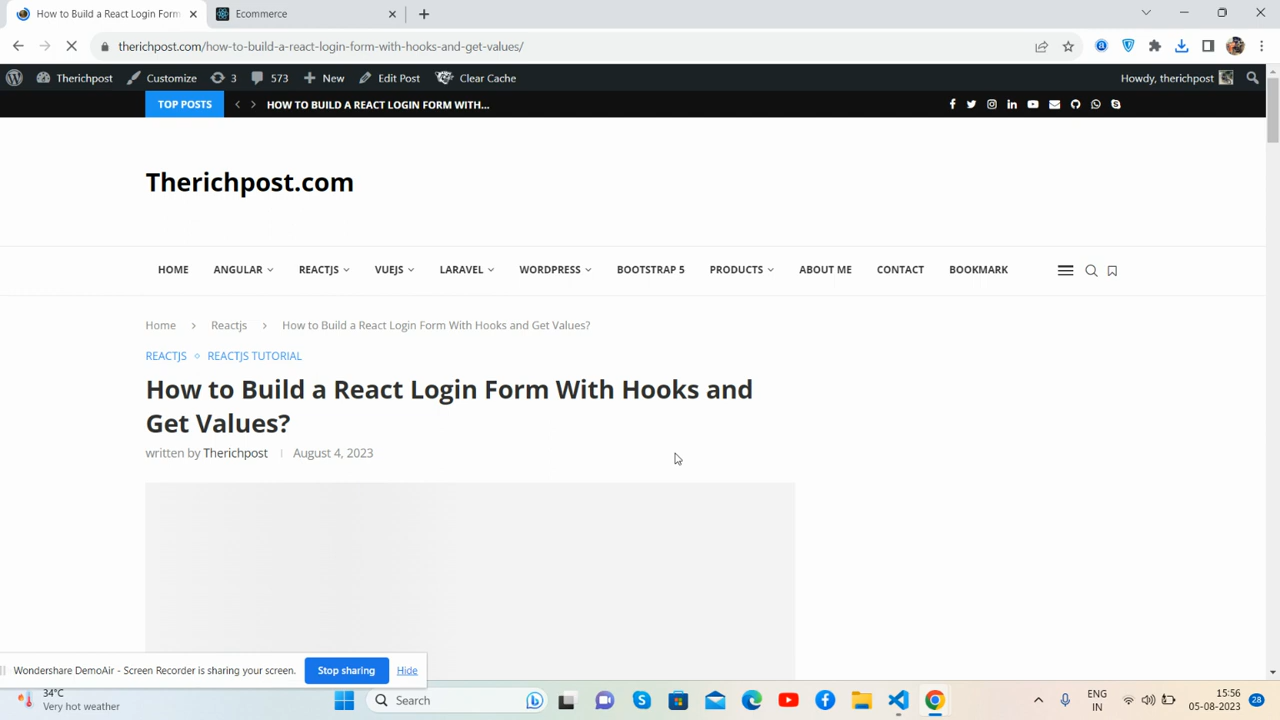 How to Build a React Login Form
Ecommerce
therichpost.com/how-to-build-a-react-login-form-with-hooks-and-get-values/
Therichpost Customize 3 573 New Edit Post Clear Cache Howdy, therichpost
TOP POSTS HOW TO BUILD A REACT LOGIN FORM WITH...
Therichpost.com
HOME ANGULAR REACTJS VUEJS LARAVEL WORDPRESS BOOTSTRAP 5 PRODUCTS ABOUT ME CONTACT BOOKMARK
Home > Reactjs > How to Build a React Login Form With Hooks and Get Values?
REACTJS REACTJS TUTORIAL
How to Build a React Login Form With Hooks and
Get Values?
written by Therichpost | August 4, 2023
Wondershare DemoAir - Screen Recorder is sharing your screen. Stop sharing Hide
34°C
Very hot weather
Search
ENG
IN
15:56
05-08-2023
28